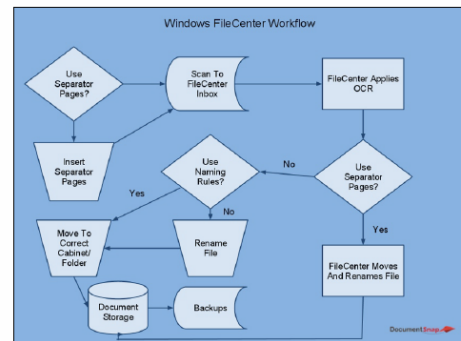 Windows FileCenter Workflow
Use
Separator
Pages?
Scan To
FileCenter
Inbox
FileCenter Applies
OCR
Insert
Separator
Pages
Use
Naming
Rules?
No
Use
Separator
Pages?
Yes
No
Yes
Move To
Correct
Cabinet/
Folder
Rename
File
FileCenter Moves
And Renames File
Document
Storage
Backups
DocumentSnap